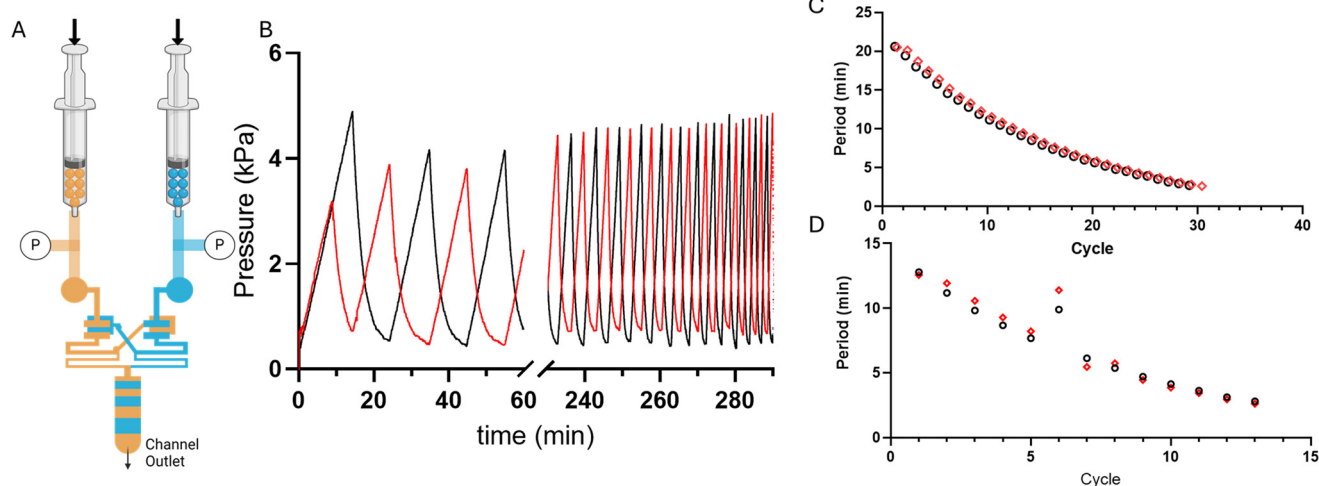 A
P
P
Channel
Outlet
B
Pressure (kPa)
6
4
2
0
0 20 40 60 240 260 280
time (min)
C
Period (min)
25
20
15
10
5
0
0 10 20 30 40
Cycle
D
Period (min)
15
10
5
0
0 5 10 15
Cycle